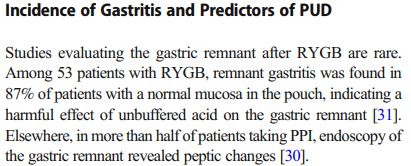 Incidence of Gastritis and Predictors of PUD
Studies evaluating the gastric remnant after RYGB are rare.
Among 53 patients with RYGB, remnant gastritis was found in
87% of patients with a normal mucosa in the pouch, indicating a
harmful effect of unbuffered acid on the gastric remnant [31].
Elsewhere, in more than half of patients taking PPI, endoscopy of
the gastric remnant revealed peptic changes [30].